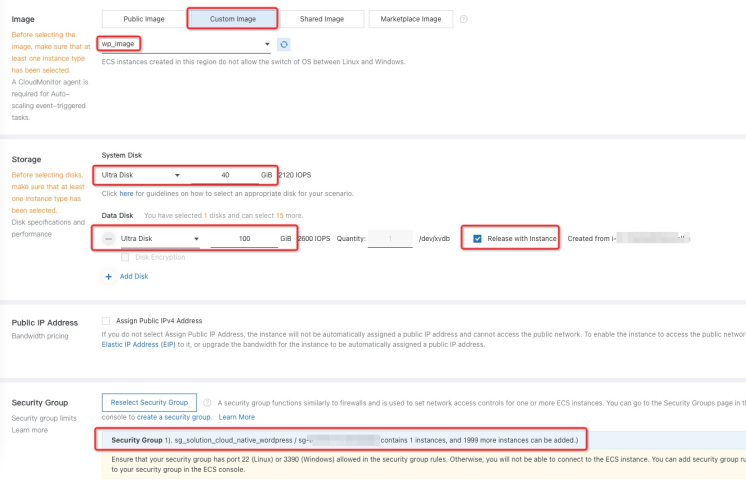 Image
Public Image
Custom Image
Shared Image
Marketplace Image
Before selecting the
image, make sure that at
least one instance type
has been selected.
A CloudMonitor agent is
required for Auto-
scaling event-triggered
tasks.
wp_image
ECS instances created in this region do not allow the switch of OS between Linux and Windows.
Storage
Before selecting disks,
make sure that at least
one instance type has
been selected.
Disk specifications and
performance
System Disk
Ultra Disk 40 GiB 2120 IOPS
Click here for guidelines on how to select an appropriate disk for your scenario.
Data Disk You have selected 1 disks and can select 15 more.
Ultra Disk 100 GiB 2600 IOPS Quantity: 1 /dev/xvdb Release with Instance Created from i-
Disk Encryption
+ Add Disk
Public IP Address
Bandwidth pricing
Assign Public IPv4 Address
If you do not select Assign Public IP Address, the instance will not be automatically assigned a public IP address and cannot access the public network. To enable the instance to access the public networ
Elastic IP Address (EIP) to it, or upgrade the bandwidth for the instance to be automatically assigned a public IP address.
Security Group
Security group limits
Learn more
Reselect Security Group
A security group functions similarly to firewalls and is used to set network access controls for one or more ECS instances. You can go to the Security Groups page in th
console to create a security group. Learn More
Security Group 1). sg_solution_cloud_native_wordpress / sg- contains 1 instances, and 1999 more instances can be added.)
Ensure that your security group has port 22 (Linux) or 3390 (Windows) allowed in the security group rules. Otherwise, you will not be able to connect to the ECS instance. You can add security group ru
to your security group in the ECS console.